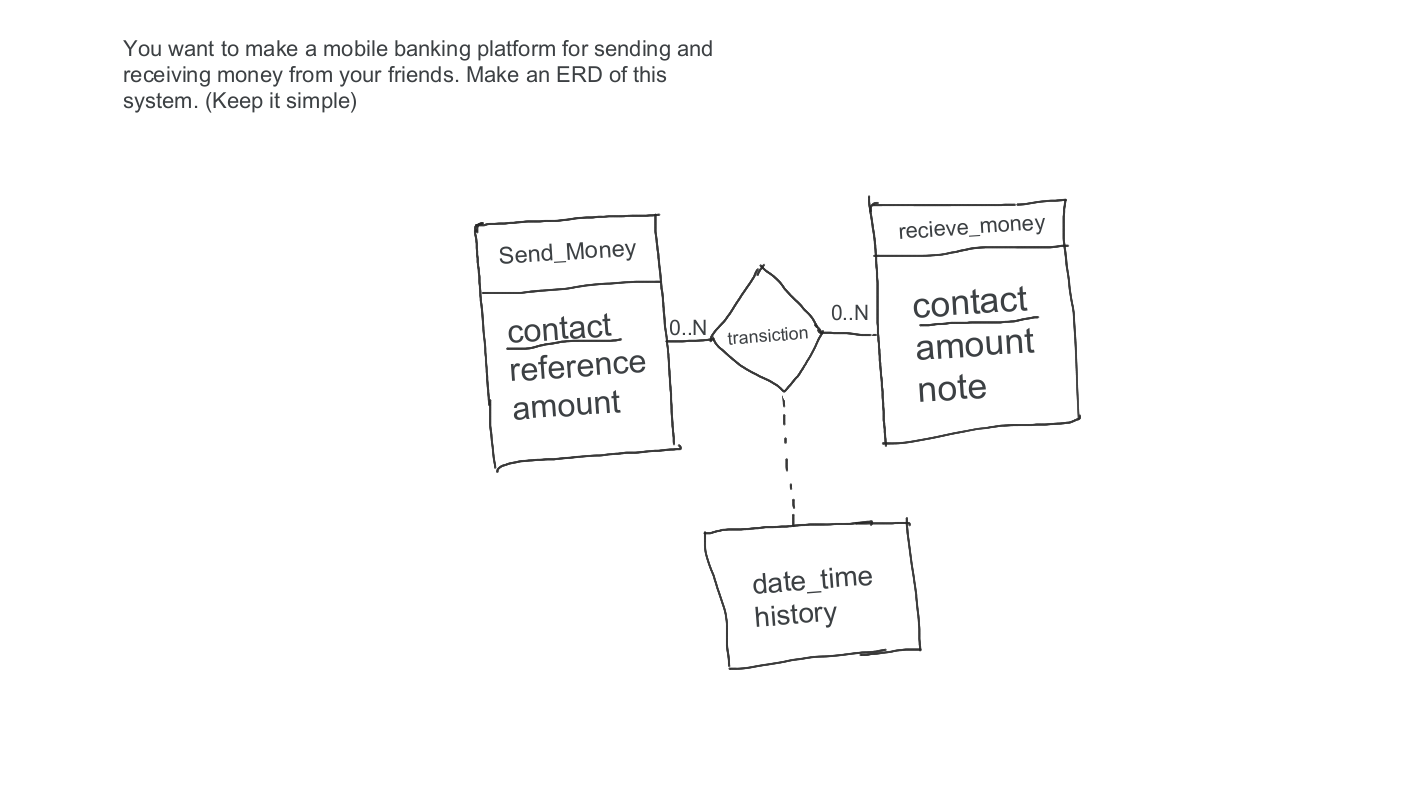 You want to make a mobile banking platform for sending and
receiving money from your friends. Make an ERD of this
system. (Keep it simple)
Send_Money
contact
reference
amount
0..N
transiction
0..N
recieve_money
contact
amount
note
date_time
history